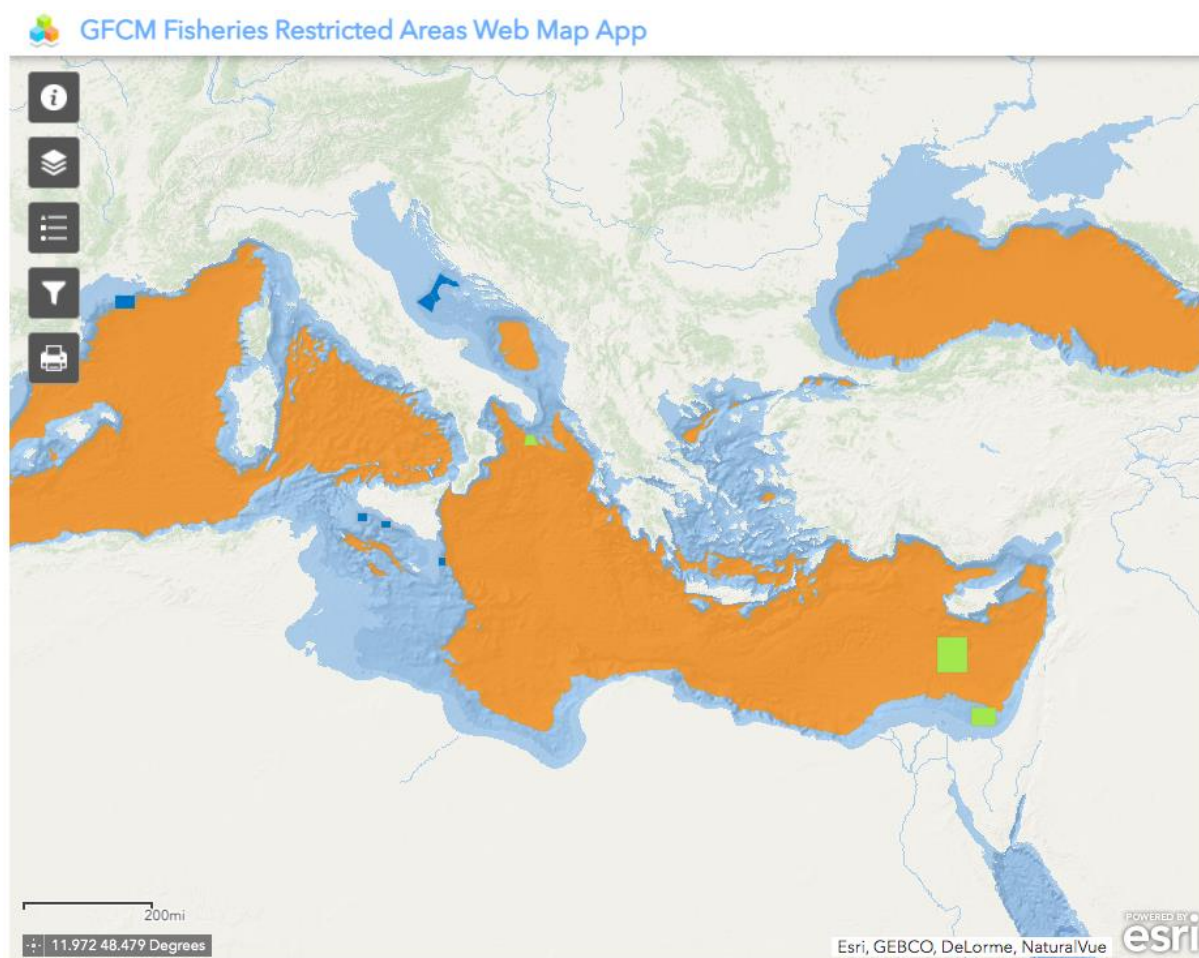 GFCM Fisheries Restricted Areas Web Map App
200mi
11.972 48.479 Degrees
Esri, GEBCO, DeLorme, NaturalVue
POWERED BY
esri